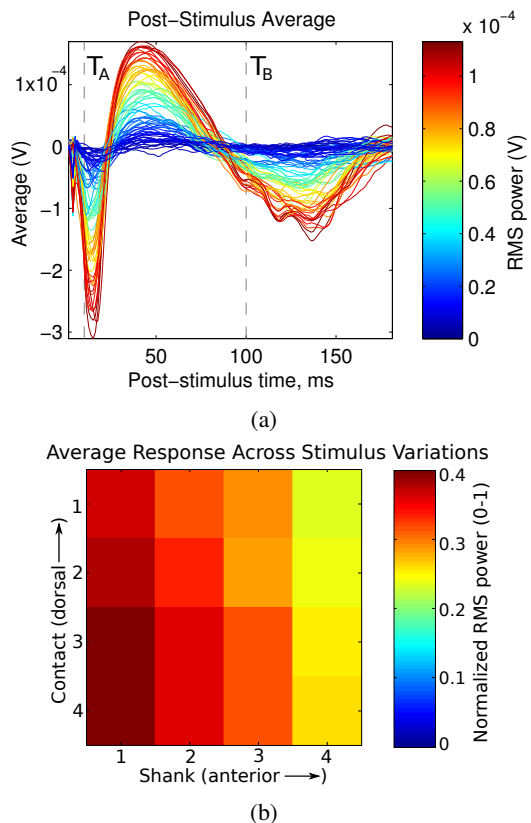 Post−Stimulus Average
x 10−4
1x10−4
0
−1
−2
−3
Average (V)
TA
TB
50
100
150
Post−stimulus time, ms
1
0.8
0.6
0.4
0.2
0
RMS power (V)
(a)
Average Response Across Stimulus Variations
1
2
3
4
Contact (dorsal ⟶)
1 2 3 4
Shank (anterior ⟶)
0.4
0.3
0.2
0.1
0
Normalized RMS power (0-1)
(b)